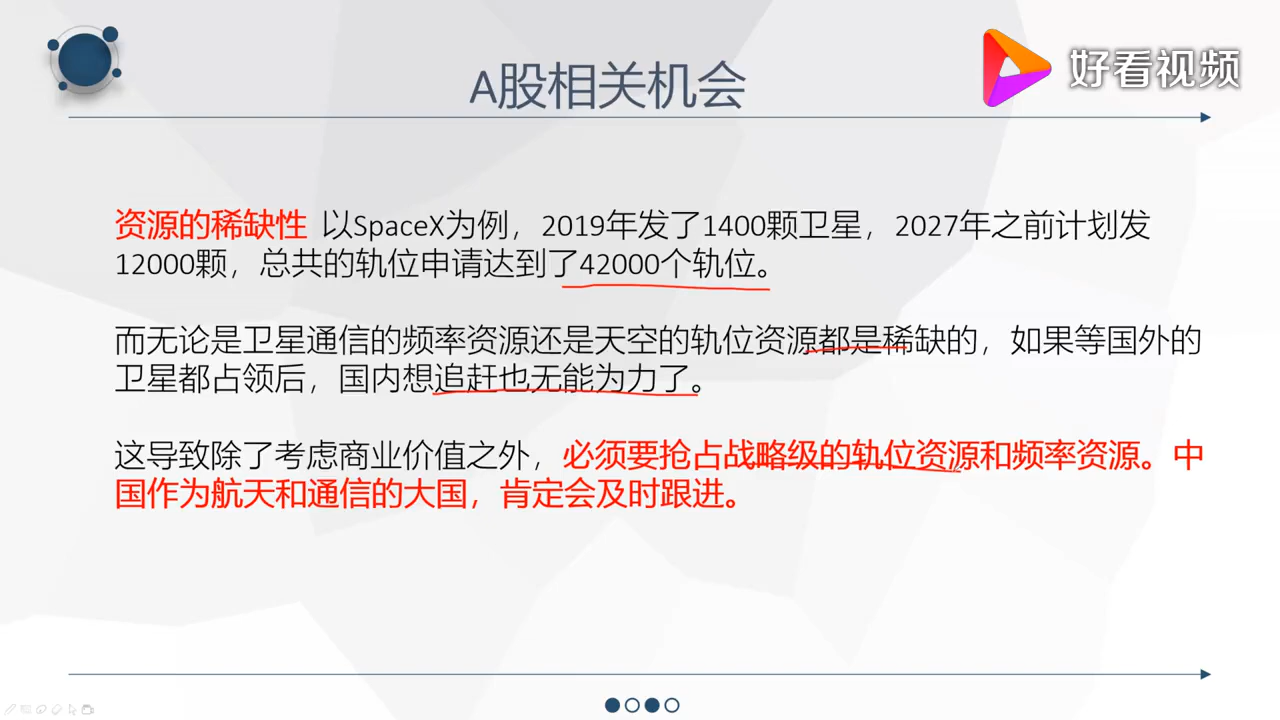 好看视频
A股相关机会
资源的稀缺性 以SpaceX为例，2019年发了1400颗卫星，2027年之前计划发
12000颗，总共的轨位申请达到了42000个轨位。
而无论是卫星通信的频率资源还是天空的轨位资源都是稀缺的，如果等国外的
卫星都占领后，国内想追赶也无能为力了。
这导致除了考虑商业价值之外，必须要抢占战略级的轨位资源和频率资源。中
国作为航天和通信的大国，肯定会及时跟进。